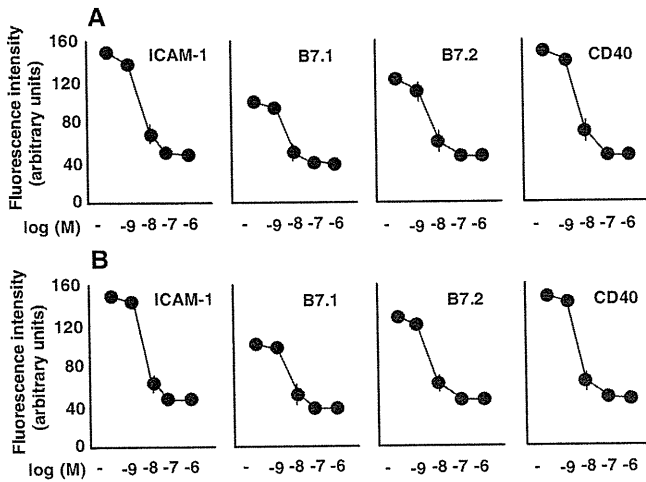 A
ICAM-1 B7.1 B7.2 CD40
Fluorescence intensity
(arbitrary units)
160
120
80
40
0
log (M) - -9 -8 -7 -6 - -9 -8 -7 -6 - -9 -8 -7 -6 - -9 -8 -7 -6
B
ICAM-1 B7.1 B7.2 CD40
Fluorescence intensity
(arbitrary units)
160
120
80
40
0
log (M) - -9 -8 -7 -6 - -9 -8 -7 -6 - -9 -8 -7 -6 - -9 -8 -7 -6